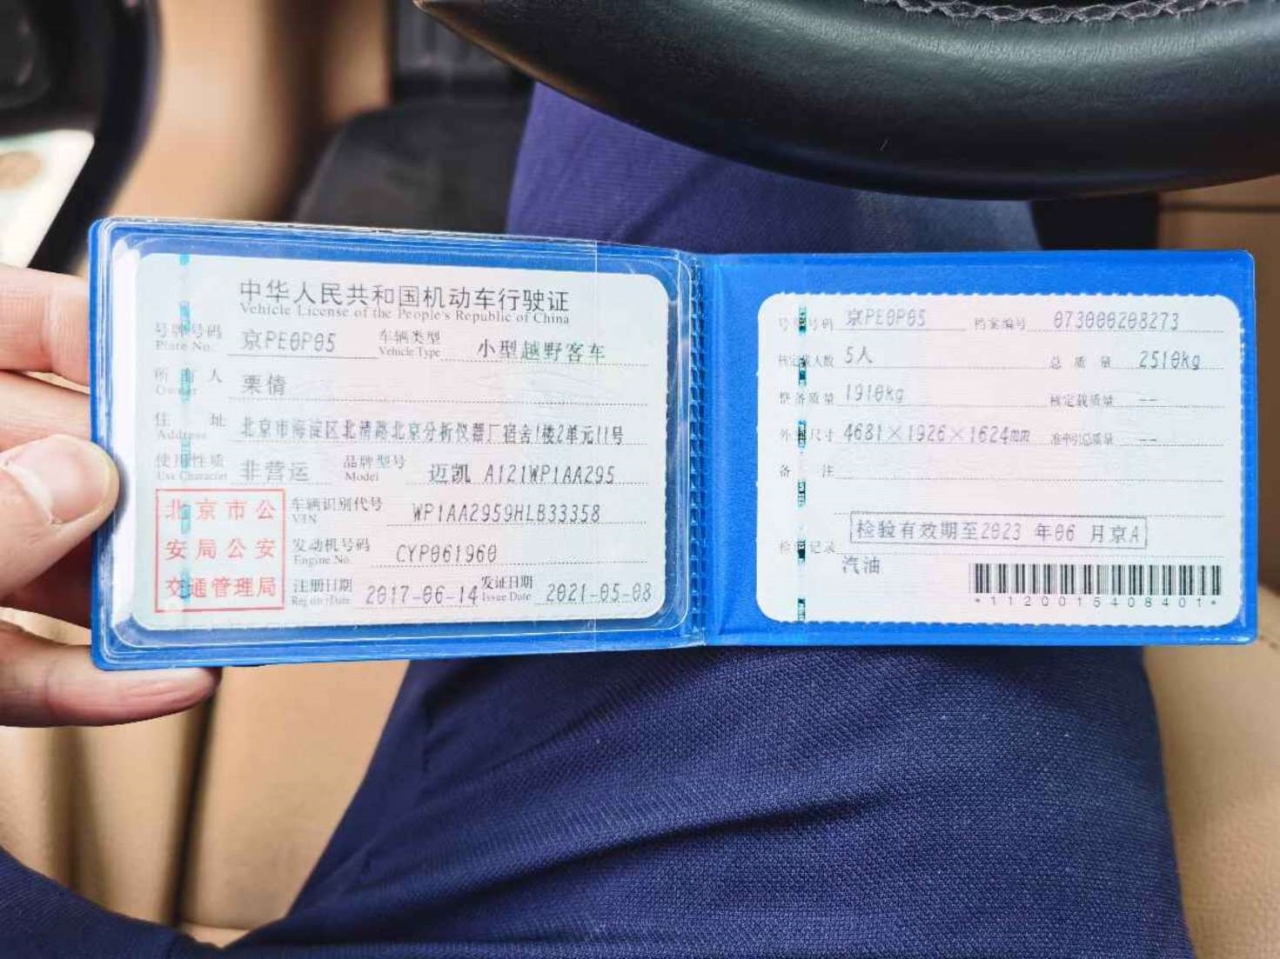 中华人民共和国机动车行驶证
Vehicle License of the People's Republic of China
号牌号码 京PE0P05 车辆类型 小型越野客车
Plate No. Vehicle Type
所有人 栗倩
Owner
住址 北京市海淀区北清路北京分析仪器厂宿舍1楼2单元11号
Address
使用性质 非营运 品牌型号 迈凯 A121WP1AA295
Use Character Model
北京市公
安局公安
交通管理局
车辆识别代号 WP1AA2959HLB33358
VIN
发动机号码 CYP061960
Engine No.
注册日期 2017-06-14 发证日期 2021-05-08
Register Date Issue Date
号牌号码 京PE0P05 档案编号 073000208273
核定载人数 5人 总质量 2510kg
整备质量 1910kg 核定载质量 --
外廓尺寸 4681×1926×1624mm 准牵引总质量 --
备注
检验有效期至2023 年06 月京A
检验记录
汽油
*1120015408401*